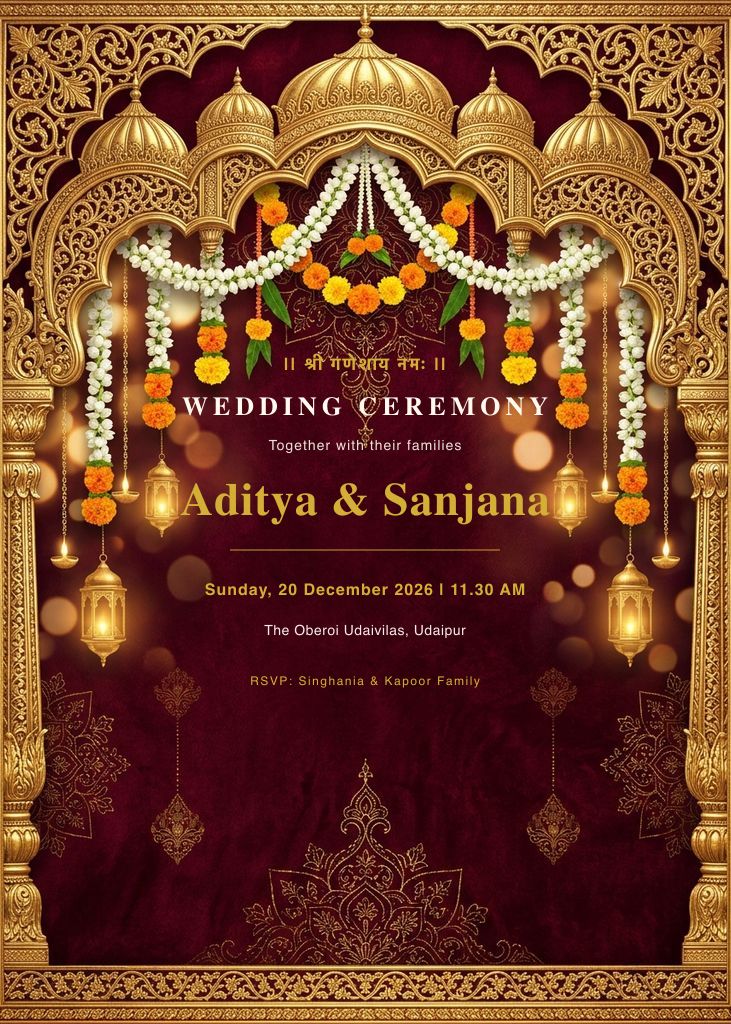 ।। श्री गणेशाय नमः ।।
WEDDING CEREMONY
Together with their families
Aditya & Sanjana
Sunday, 20 December 2026 | 11.30 AM
The Oberoi Udaivilas, Udaipur
RSVP: Singhania & Kapoor Family